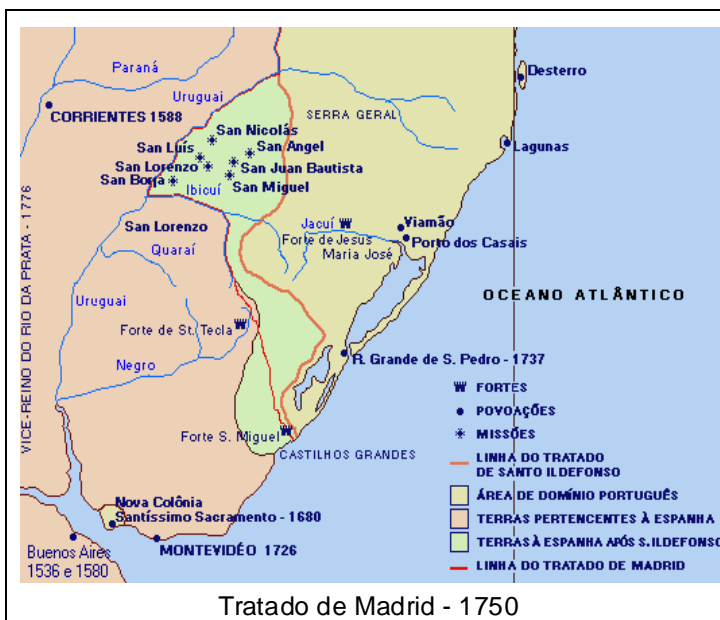 Paraná
Desterro
Uruguai
CORRIENTES 1588
SERRA GERAL
San Nicolás
San Luís
San Angel
Lagunas
San Lorenzo
San Juan Bautista
San Borja
San Miguel
Ibicuí
San Lorenzo
Jacuí
Viamão
Forte de Jesus
Maria José
Porto dos Casais
Quaraí
VICE-REINO DO RIO DA PRATA - 1776
Uruguai
OCEANO ATLÂNTICO
Forte de St. Tecla
Negro
R. Grande de S. Pedro - 1737
FORTES
POVOAÇÕES
MISSÕES
Forte S. Miguel
CASTILHOS GRANDES
LINHA DO TRATADO
DE SANTO ILDEFONSO
ÁREA DE DOMÍNIO PORTUGUÊS
Nova Colônia
Santíssimo Sacramento - 1680
TERRAS PERTENCENTES À ESPANHA
TERRAS À ESPANHA APÓS S. ILDEFONSO
Buenos Aires
1536 e 1580
MONTEVIDÉO 1726
LINHA DO TRATADO DE MADRID
Tratado de Madrid - 1750